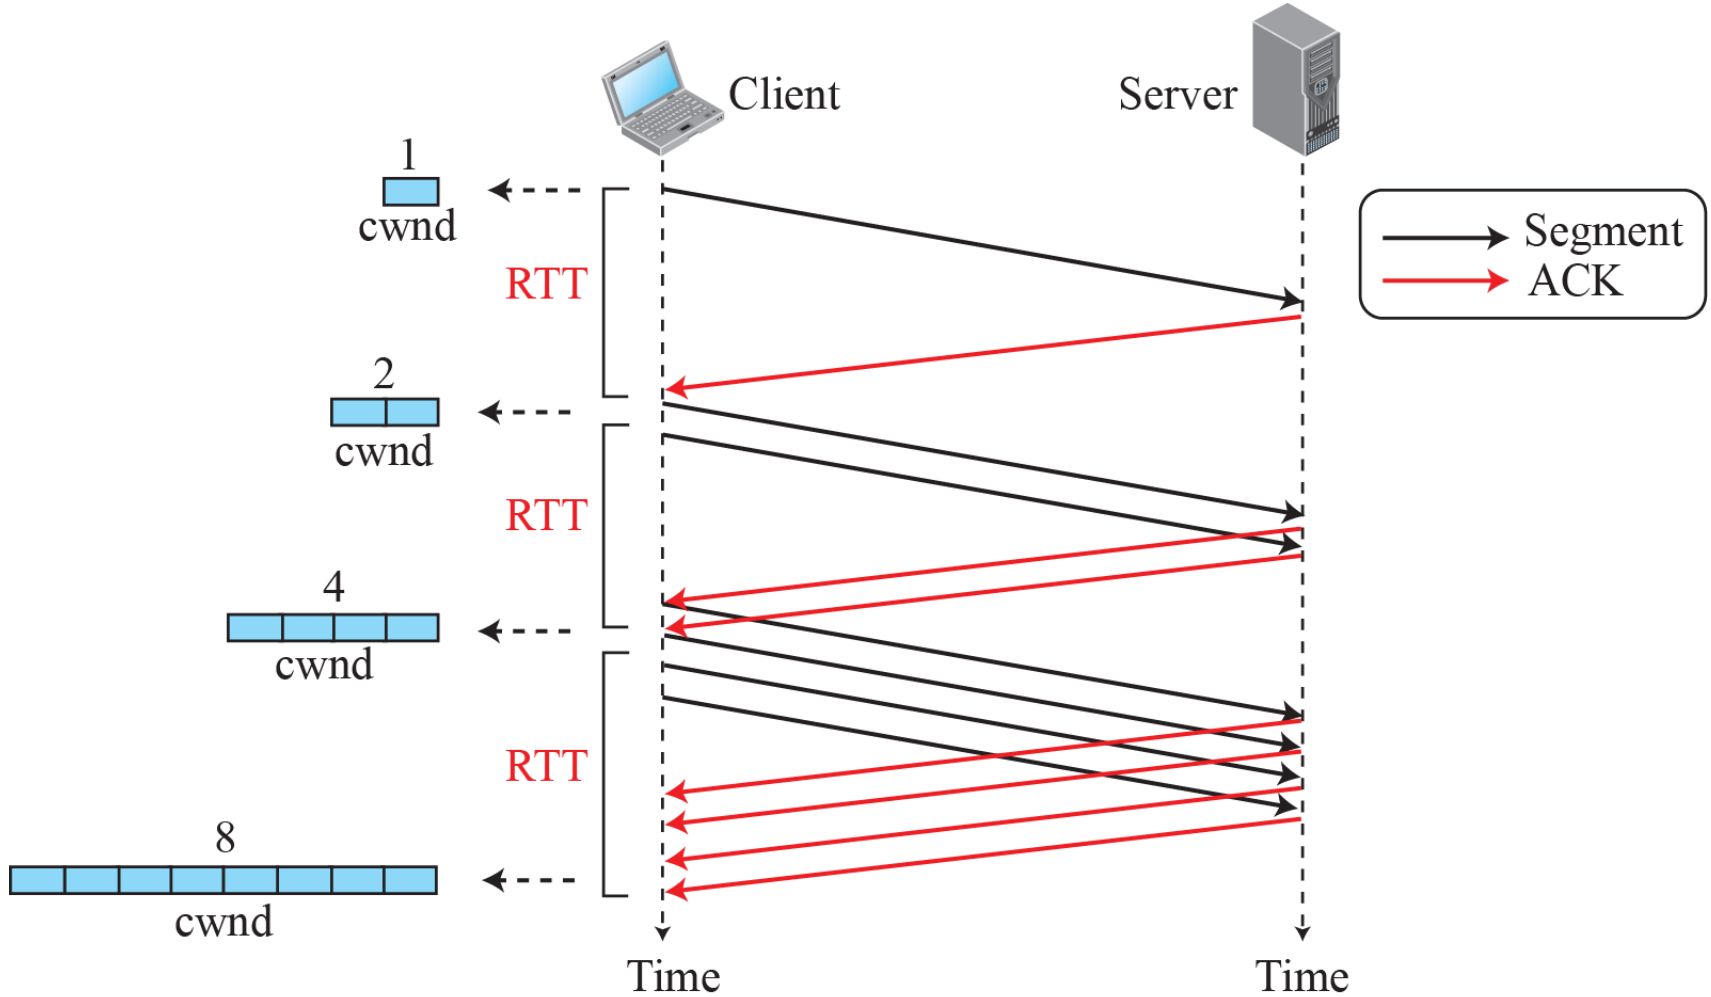 Client
Server
1
cwnd
Segment
ACK
RTT
2
cwnd
RTT
4
cwnd
RTT
8
cwnd
Time
Time